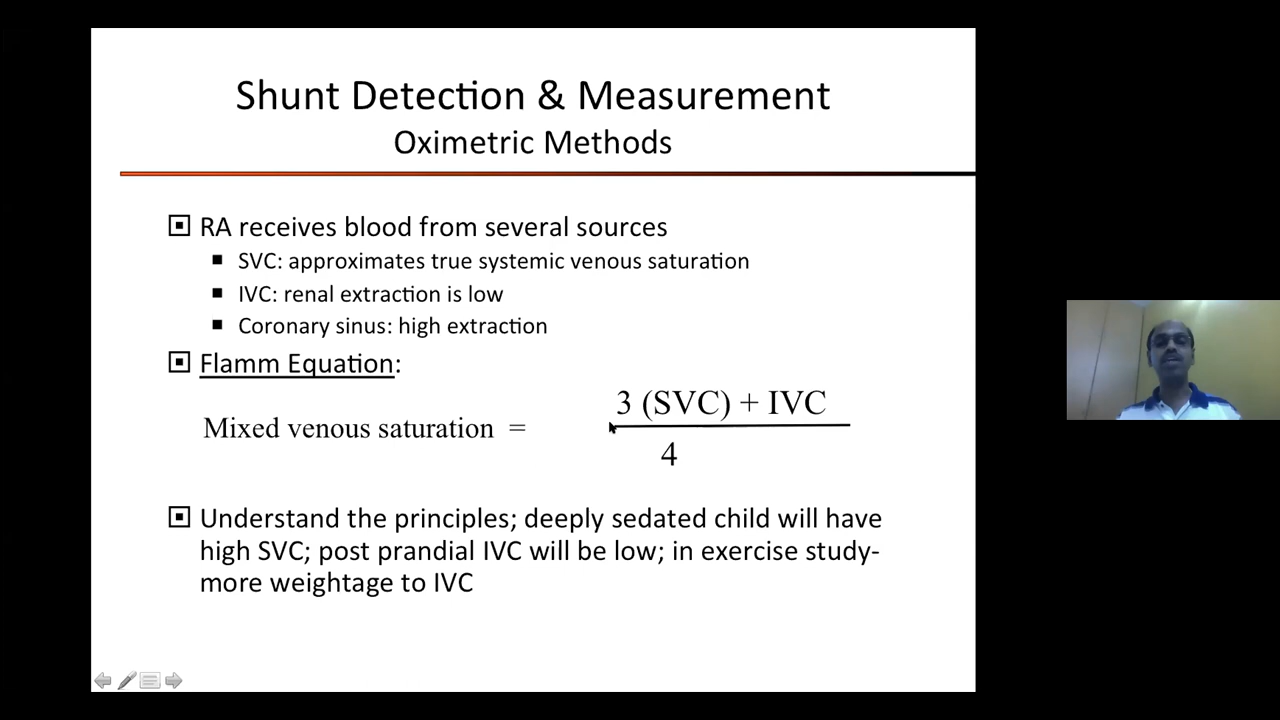 Shunt Detection & Measurement
Oximetric Methods
RA receives blood from several sources
SVC: approximates true systemic venous saturation
IVC: renal extraction is low
Coronary sinus: high extraction
Flamm Equation:
3 (SVC) + IVC
Mixed venous saturation =
4
Understand the principles; deeply sedated child will have
high SVC; post prandial IVC will be low; in exercise study-
more weightage to IVC